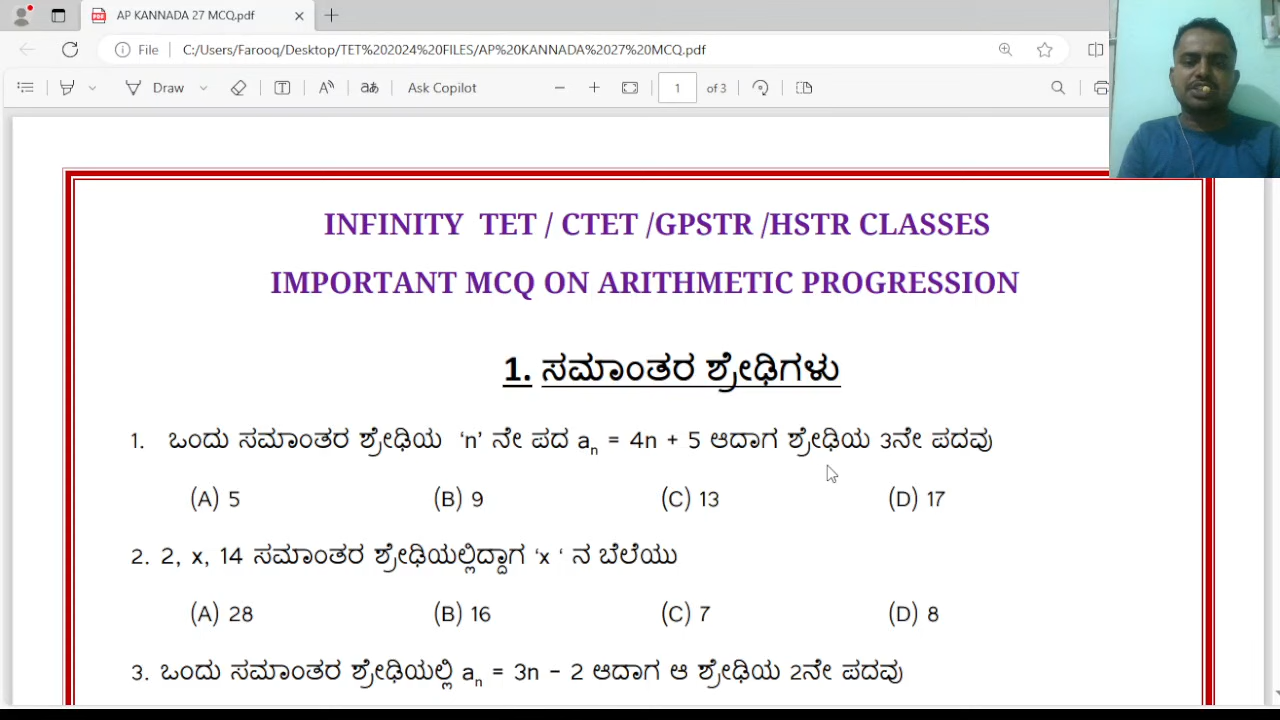 AP KANNADA 27 MCQ.pdf
File C:/Users/Farooq/Desktop/TET%202024%20FILES/AP%20KANNADA%2027%20MCQ.pdf
Draw aあ Ask Copilot 1 of 3
INFINITY TET / CTET /GPSTR /HSTR CLASSES
IMPORTANT MCQ ON ARITHMETIC PROGRESSION
1. ಸಮಾಂತರ ಶ್ರೇಢಿಗಳು
1. ಒಂದು ಸಮಾಂತರ ಶ್ರೇಢಿಯ ‘n’ ನೇ ಪದ an = 4n + 5 ಆದಾಗ ಶ್ರೇಢಿಯ 3ನೇ ಪದವು
(A) 5 (B) 9 (C) 13 (D) 17
2. 2, x, 14 ಸಮಾಂತರ ಶ್ರೇಢಿಯಲ್ಲಿದ್ದಾಗ ‘x ‘ ನ ಬೆಲೆಯು
(A) 28 (B) 16 (C) 7 (D) 8
3. ಒಂದು ಸಮಾಂತರ ಶ್ರೇಢಿಯಲ್ಲಿ an = 3n – 2 ಆದಾಗ ಆ ಶ್ರೇಢಿಯ 2ನೇ ಪದವು